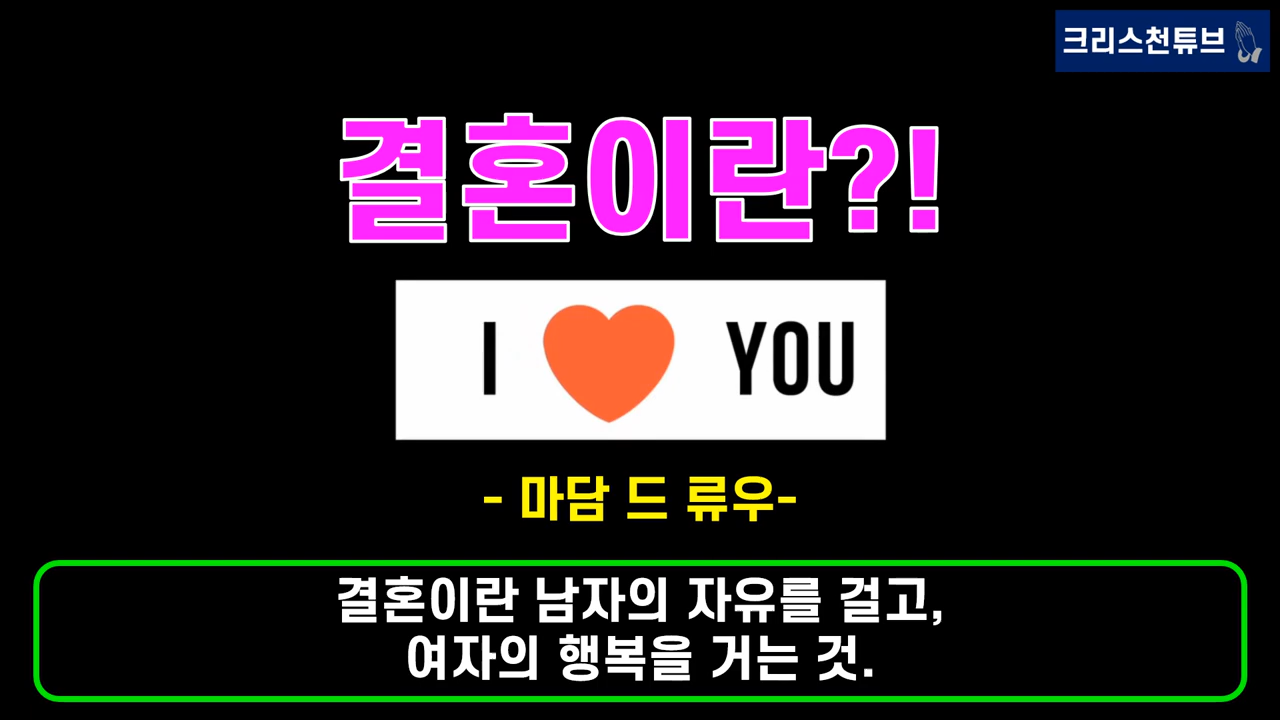 크리스천튜브
결혼이란?!
I YOU
- 마담 드 류우-
결혼이란 남자의 자유를 걸고,
여자의 행복을 거는 것.